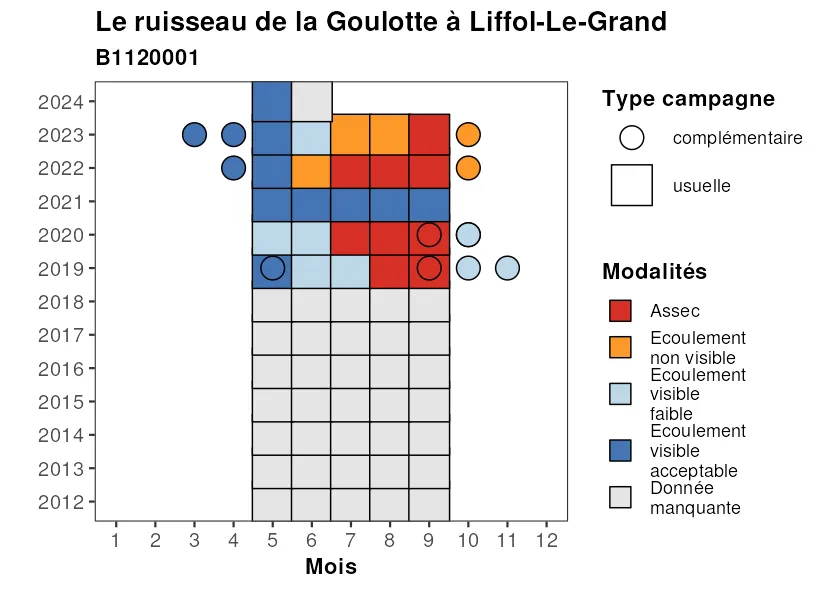 Le ruisseau de la Goulotte à Liffol-Le-Grand
B1120001
2024
2023
2022
2021
2020
2019
2018
2017
2016
2015
2014
2013
2012
1 2 3 4 5 6 7 8 9 10 11 12
Mois
Type campagne
complémentaire
usuelle
Modalités
Assec
Ecoulement
non visible
Ecoulement
visible
faible
Ecoulement
visible
acceptable
Donnée
manquante